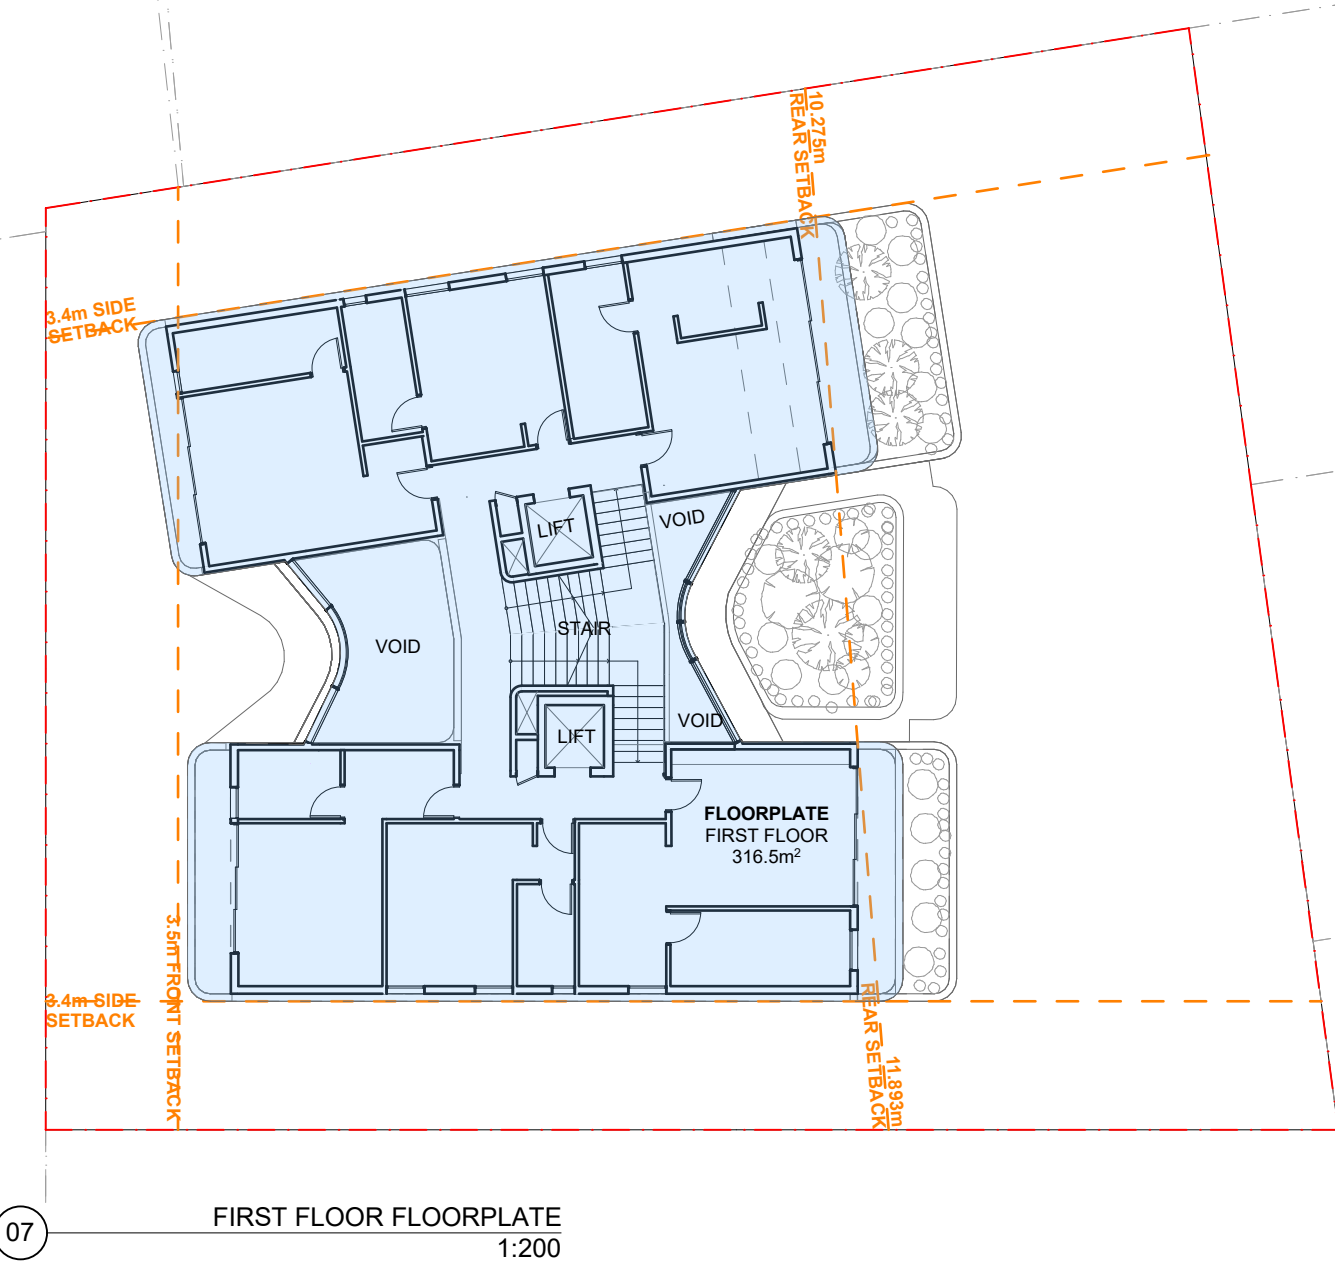 10.275m
REAR SETBACK
3.4m SIDE
SETBACK
LIFT
VOID
STAIR
VOID
VOID
LIFT
FLOORPLATE
FIRST FLOOR
316.5m²
3.5m FRONT SETBACK
3.4m SIDE
SETBACK
REAR SETBACK
11.893m
07
FIRST FLOOR FLOORPLATE
1:200